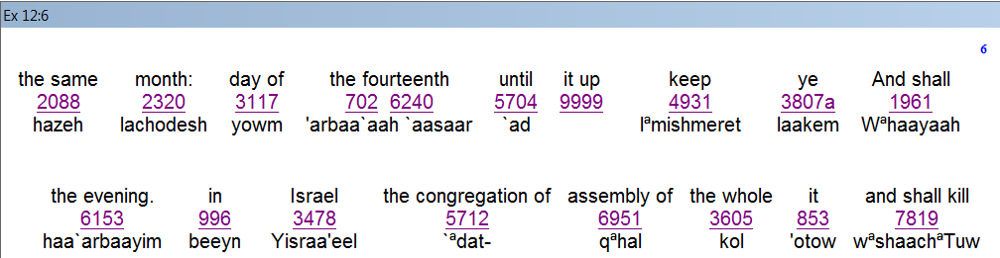 Ex 12:6
6
the same month: day of the fourteenth until it up keep ye And shall
2088 2320 3117 702 6240 5704 9999 4931 3807a 1961
hazeh lachodesh yowm 'arbaa`aah `aasaar `ad lªmishmeret laakem Wªhaayaah
the evening. in Israel the congregation of assembly of the whole it and shall kill
6153 996 3478 5712 6951 3605 853 7819
haa`arbaayim beeyn Yisraa'eel `ªdat- qªhal kol 'otow wªshaachªTuw